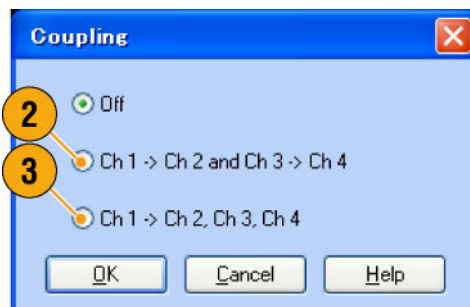 Coupling
Off
2
Ch 1 -> Ch 2 and Ch 3 -> Ch 4
3
Ch 1 -> Ch 2, Ch 3, Ch 4
OK Cancel Help